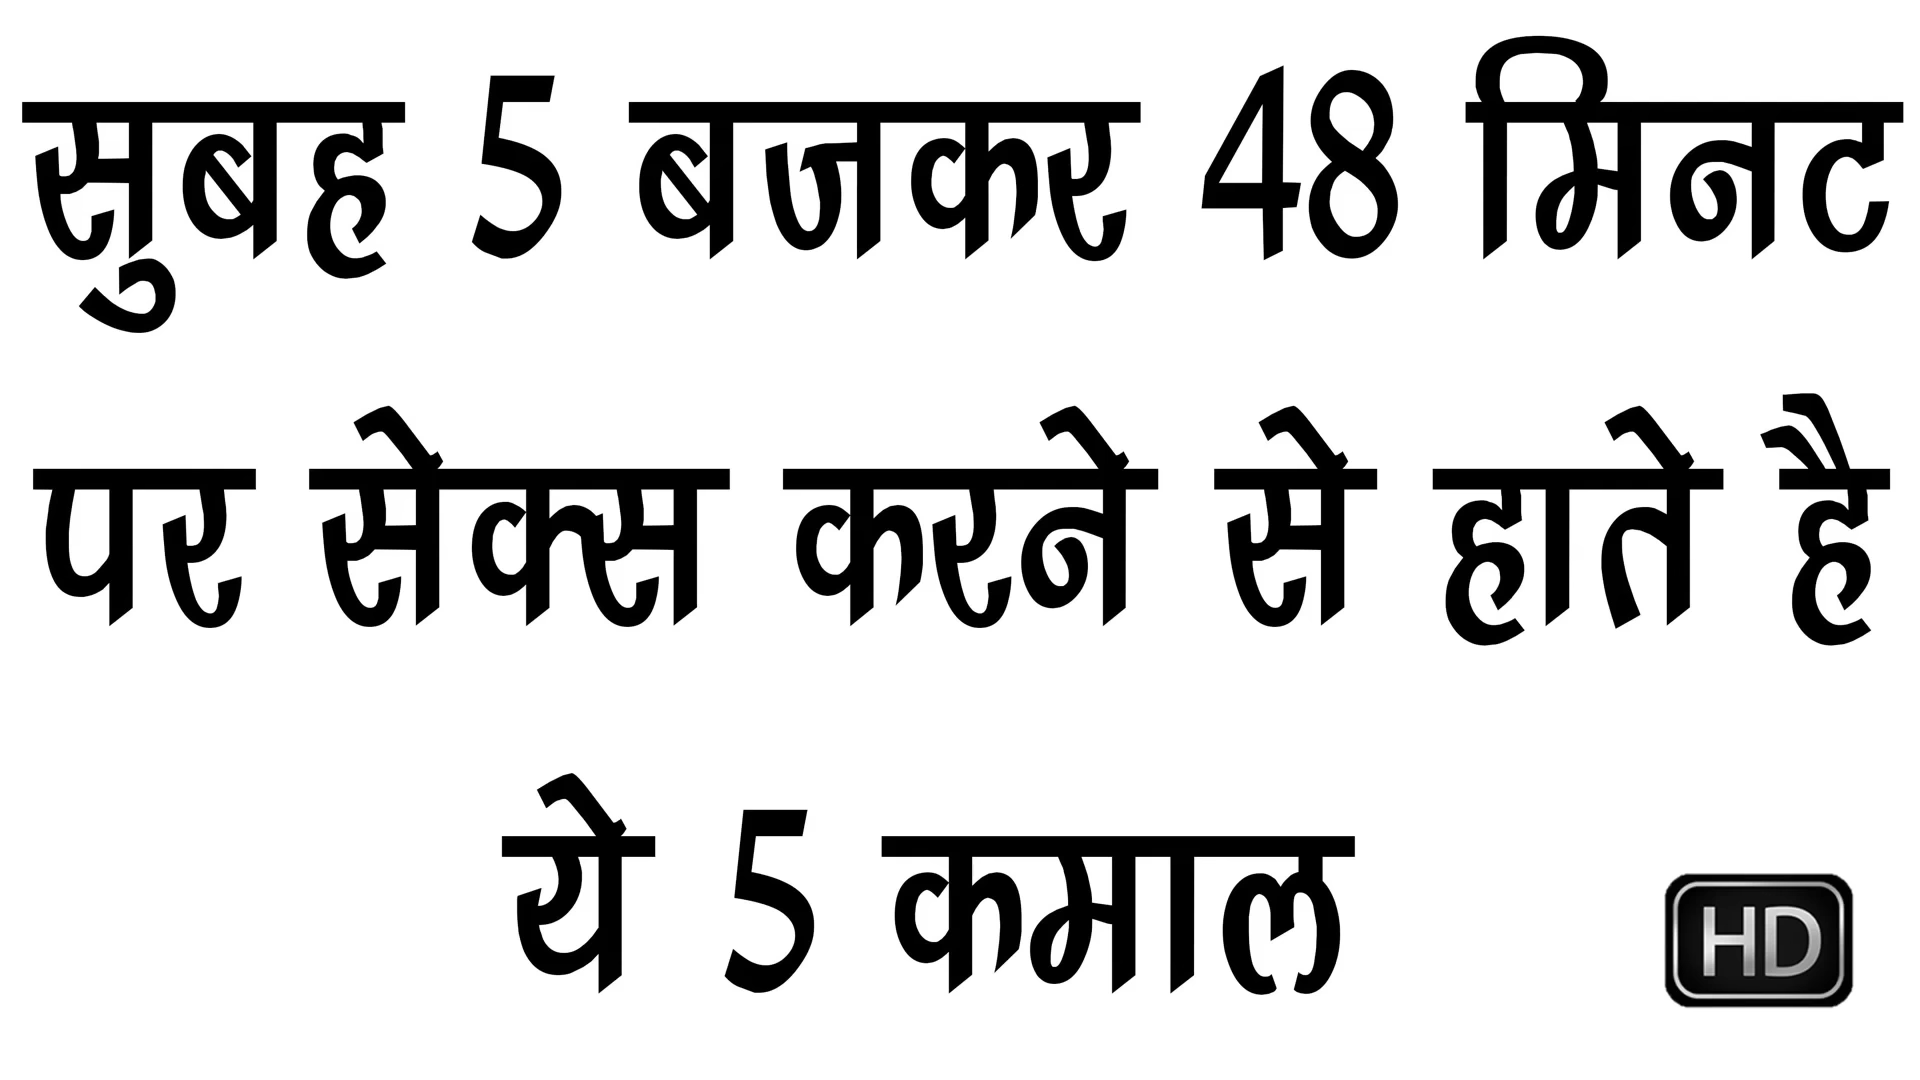 सुबह 5 बजकर 48 मिनट
पर सेक्स करने से हाते है
ये 5 कमाल
HD